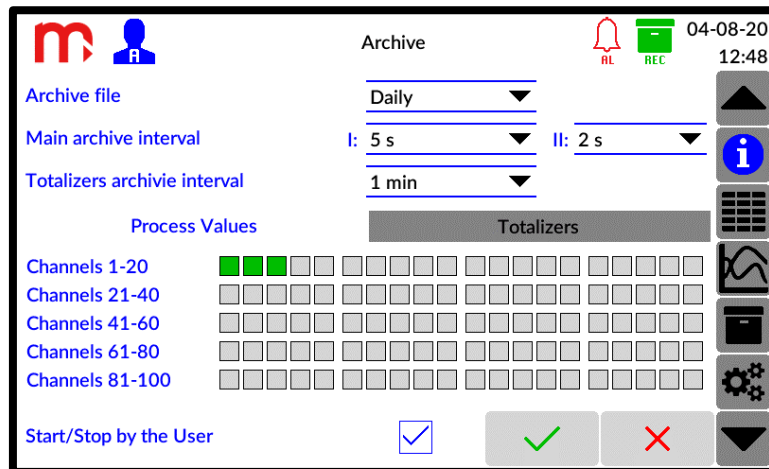 m
A
Archive
AL
REC
04-08-20
12:48
Archive file
Daily
Main archive interval
I: 5 s
II: 2 s
Totalizers archivie interval
1 min
Process Values
Totalizers
Channels 1-20
Channels 21-40
Channels 41-60
Channels 61-80
Channels 81-100
Start/Stop by the User
i